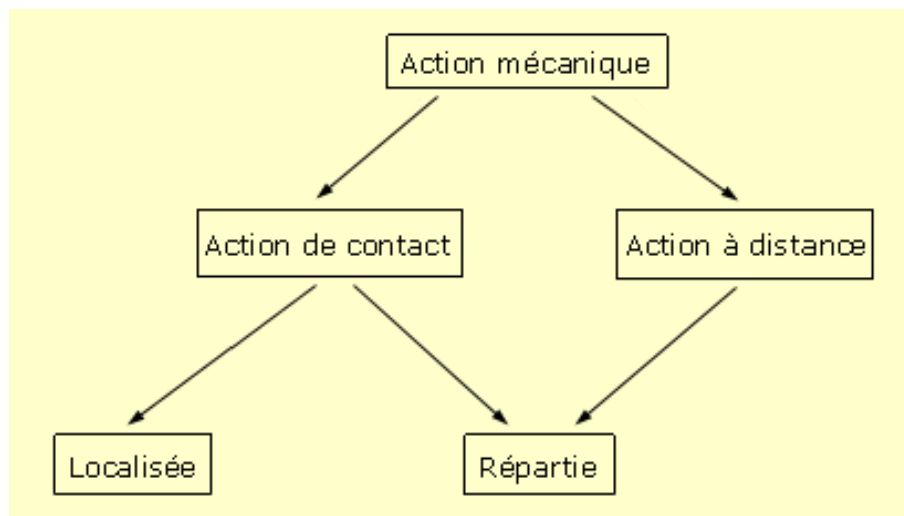 Action mécanique
Action de contact
Action à distance
Localisée
Répartie